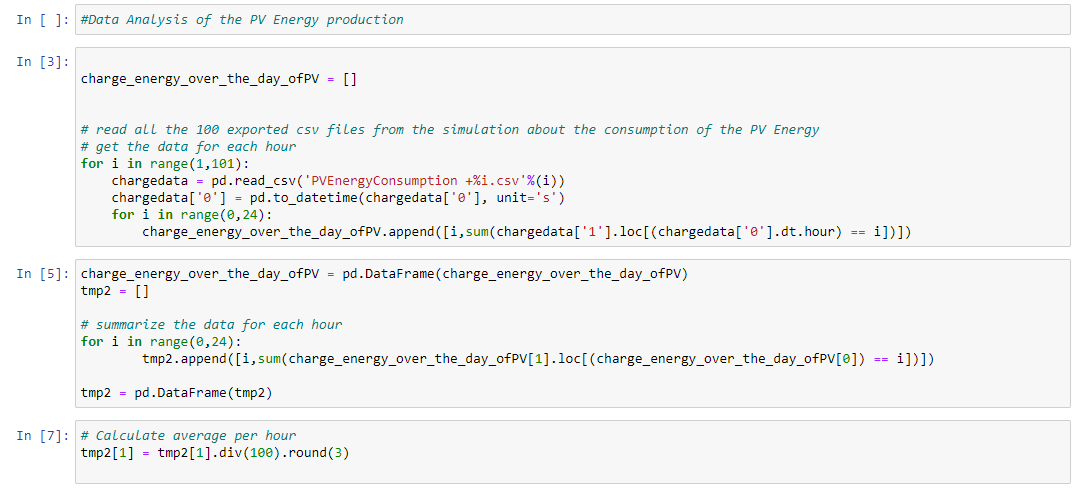 In [ ]: #Data Analysis of the PV Energy production
In [3]:
charge_energy_over_the_day_ofPV = []
# read all the 100 exported csv files from the simulation about the consumption of the PV Energy
# get the data for each hour
for i in range(1,101):
    chargedata = pd.read_csv('PVEnergyConsumption +%i.csv'%(i))
    chargedata['0'] = pd.to_datetime(chargedata['0'], unit='s')
    for i in range(0,24):
        charge_energy_over_the_day_ofPV.append([i,sum(chargedata['1'].loc[(chargedata['0'].dt.hour) == i])])
In [5]: charge_energy_over_the_day_ofPV = pd.DataFrame(charge_energy_over_the_day_ofPV)
tmp2 = []
# summarize the data for each hour
for i in range(0,24):
        tmp2.append([i,sum(charge_energy_over_the_day_ofPV[1].loc[(charge_energy_over_the_day_ofPV[0]) == i])])
tmp2 = pd.DataFrame(tmp2)
In [7]: # Calculate average per hour
tmp2[1] = tmp2[1].div(100).round(3)